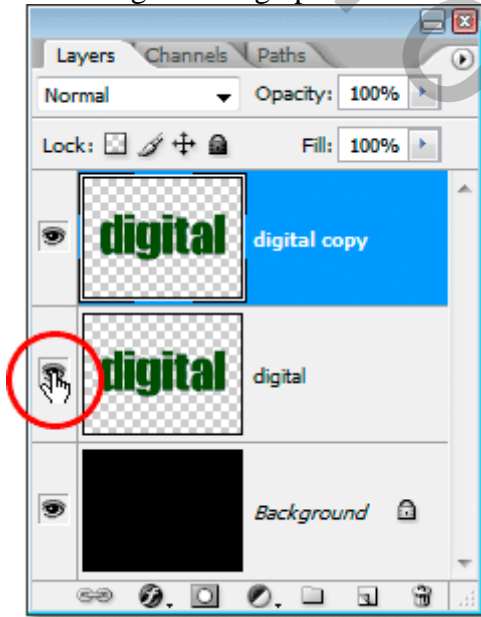 Layers Channels Paths
Normal Opacity: 100%
Lock: Fill: 100%
digital digital copy
digital digital
Background